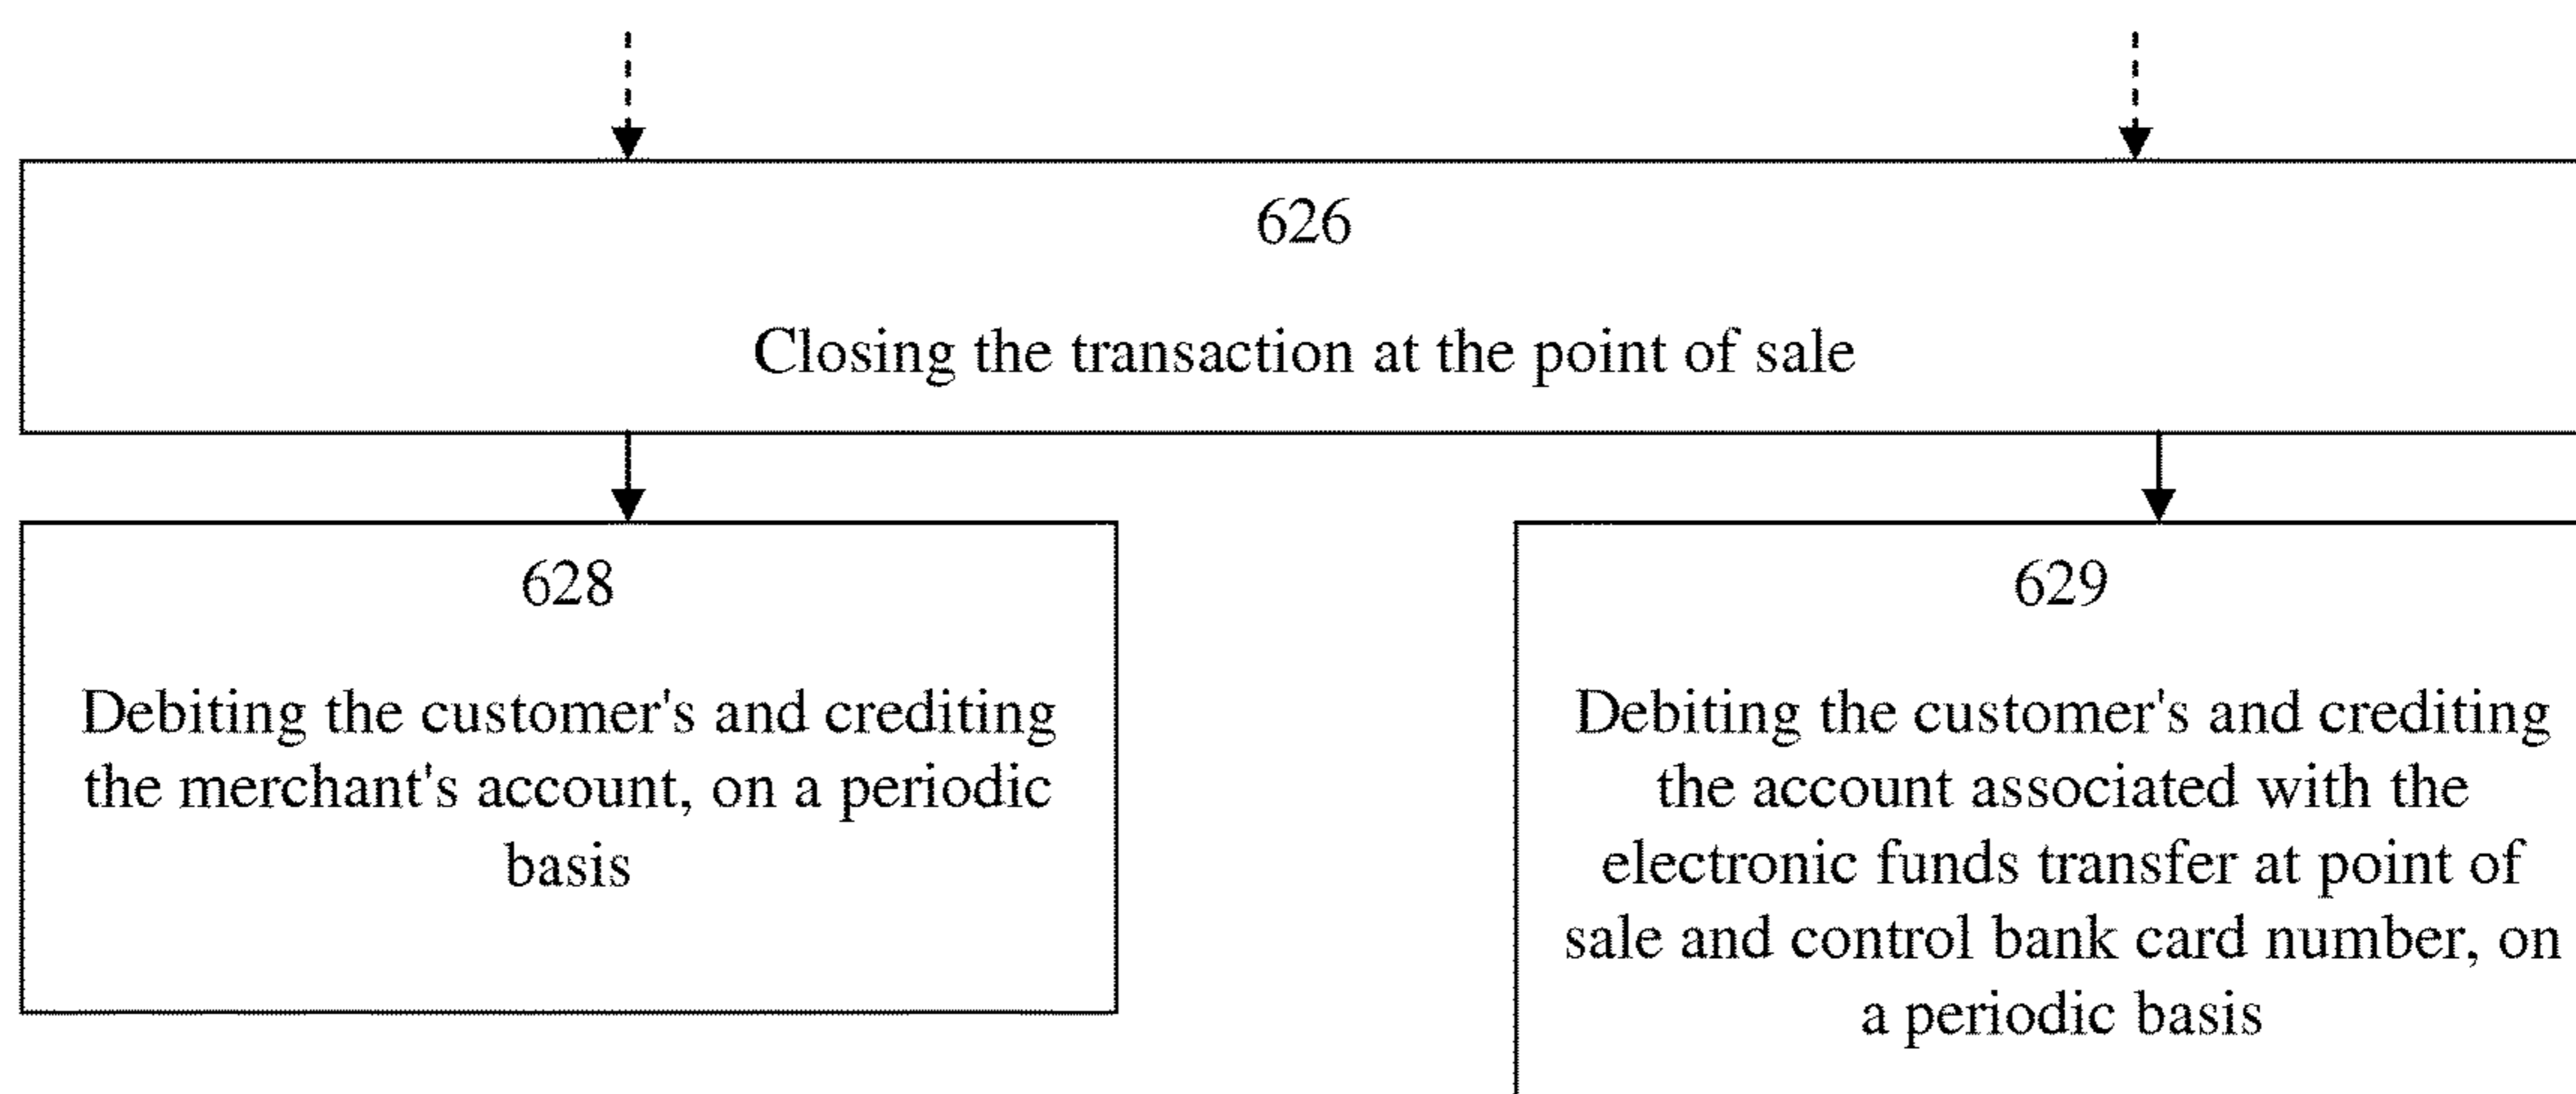 626
Closing the transaction at the point of sale
628
Debiting the customer's and crediting
the merchant's account, on a periodic
basis
629
Debiting the customer's and crediting
the account associated with the
electronic funds transfer at point of
sale and control bank card number, on
a periodic basis